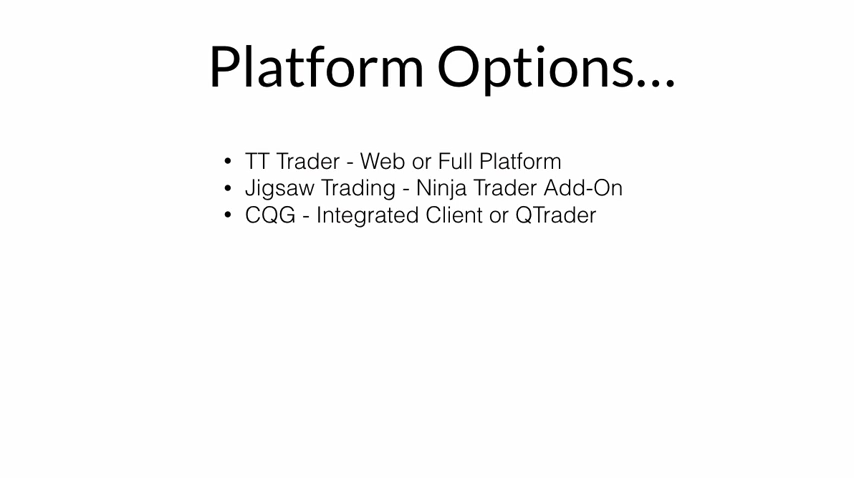 Platform Options...
• TT Trader - Web or Full Platform
• Jigsaw Trading - Ninja Trader Add-On
• CQG - Integrated Client or QTrader